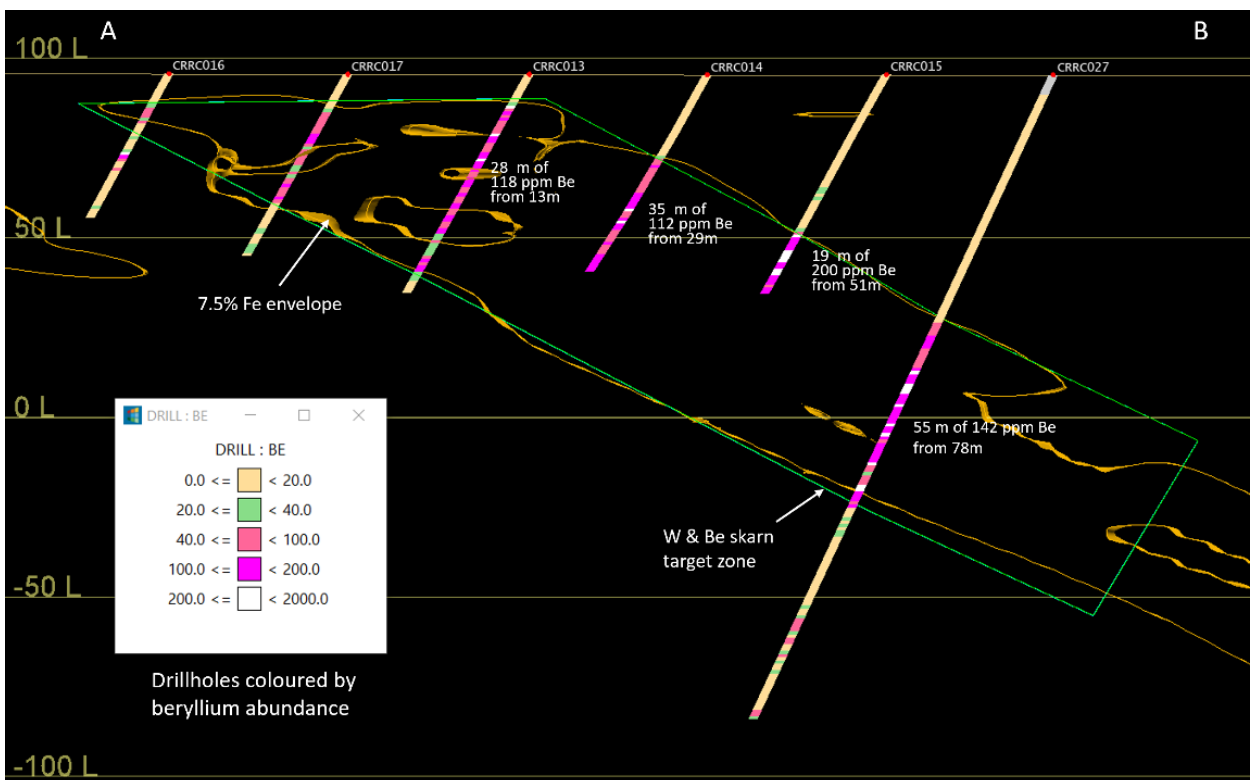 A
B
100 L
CRRC016
CRRC017
CRRC013
CRRC014
CRRC015
CRRC027
28 m of
118 ppm Be
from 13m
35 m of
112 ppm Be
from 29m
50 L
19 m of
200 ppm Be
from 51m
7.5% Fe envelope
0 L
55 m of 142 ppm Be
from 78m
DRILL : BE
DRILL : BE
0.0 <= < 20.0
20.0 <= < 40.0
40.0 <= < 100.0
100.0 <= < 200.0
200.0 <= < 2000.0
W & Be skarn
target zone
-50 L
Drillholes coloured by
beryllium abundance
-100 L